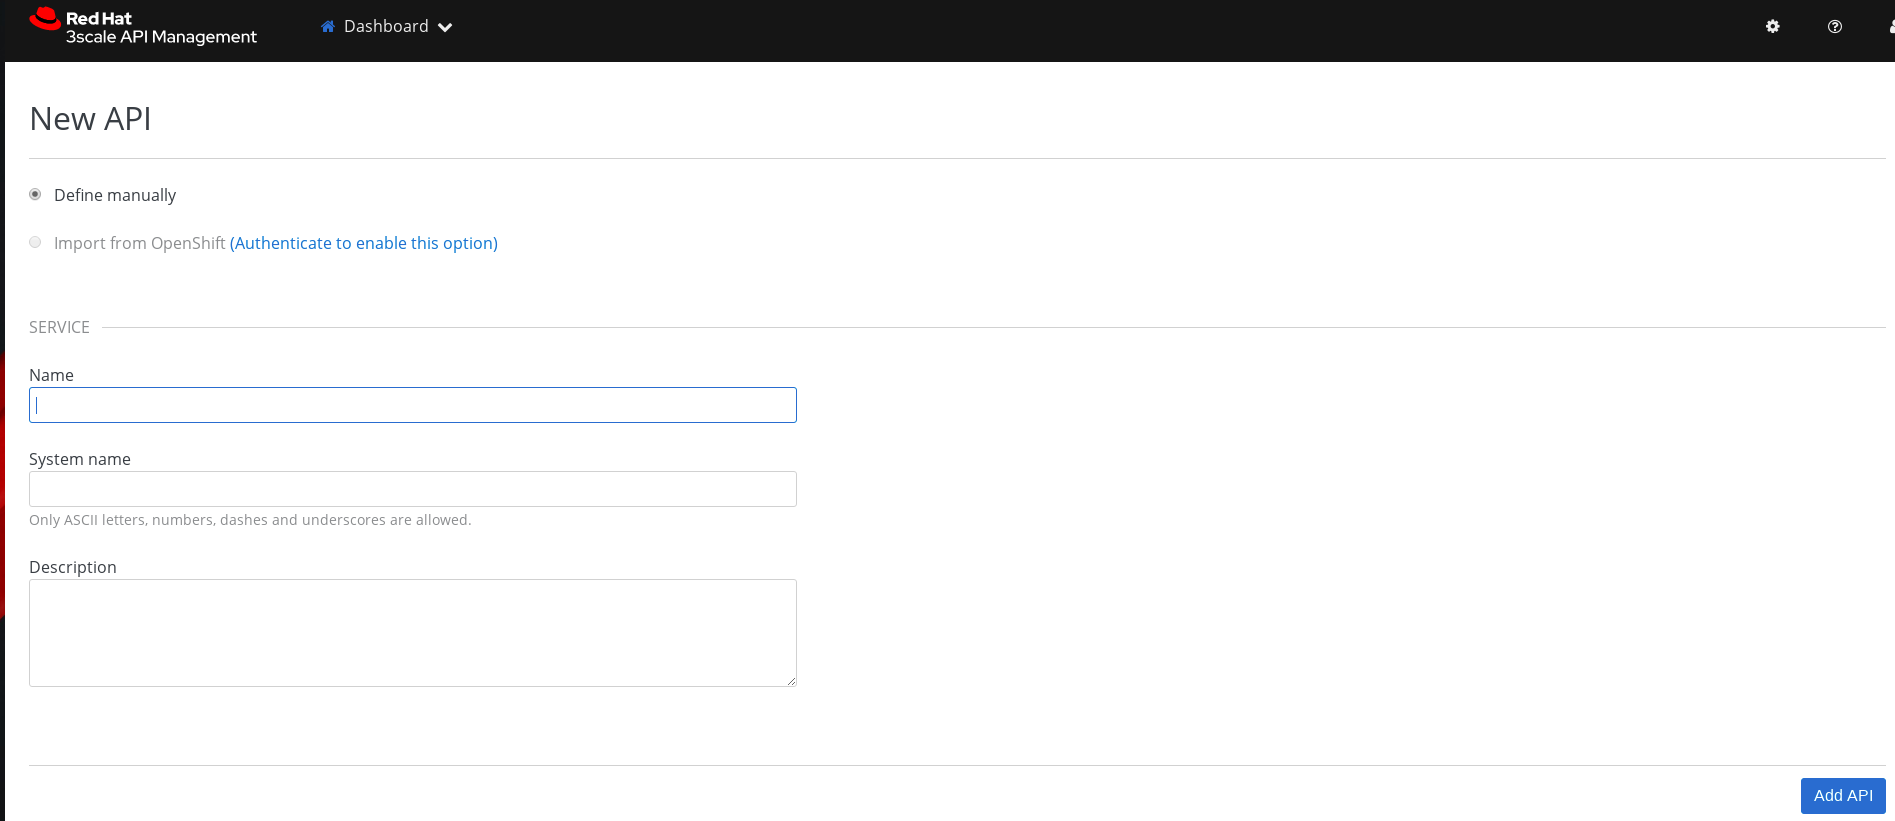 Red Hat
3scale API Management
Dashboard
New API
Define manually
Import from OpenShift (Authenticate to enable this option)
SERVICE
Name
System name
Only ASCII letters, numbers, dashes and underscores are allowed.
Description
Add API